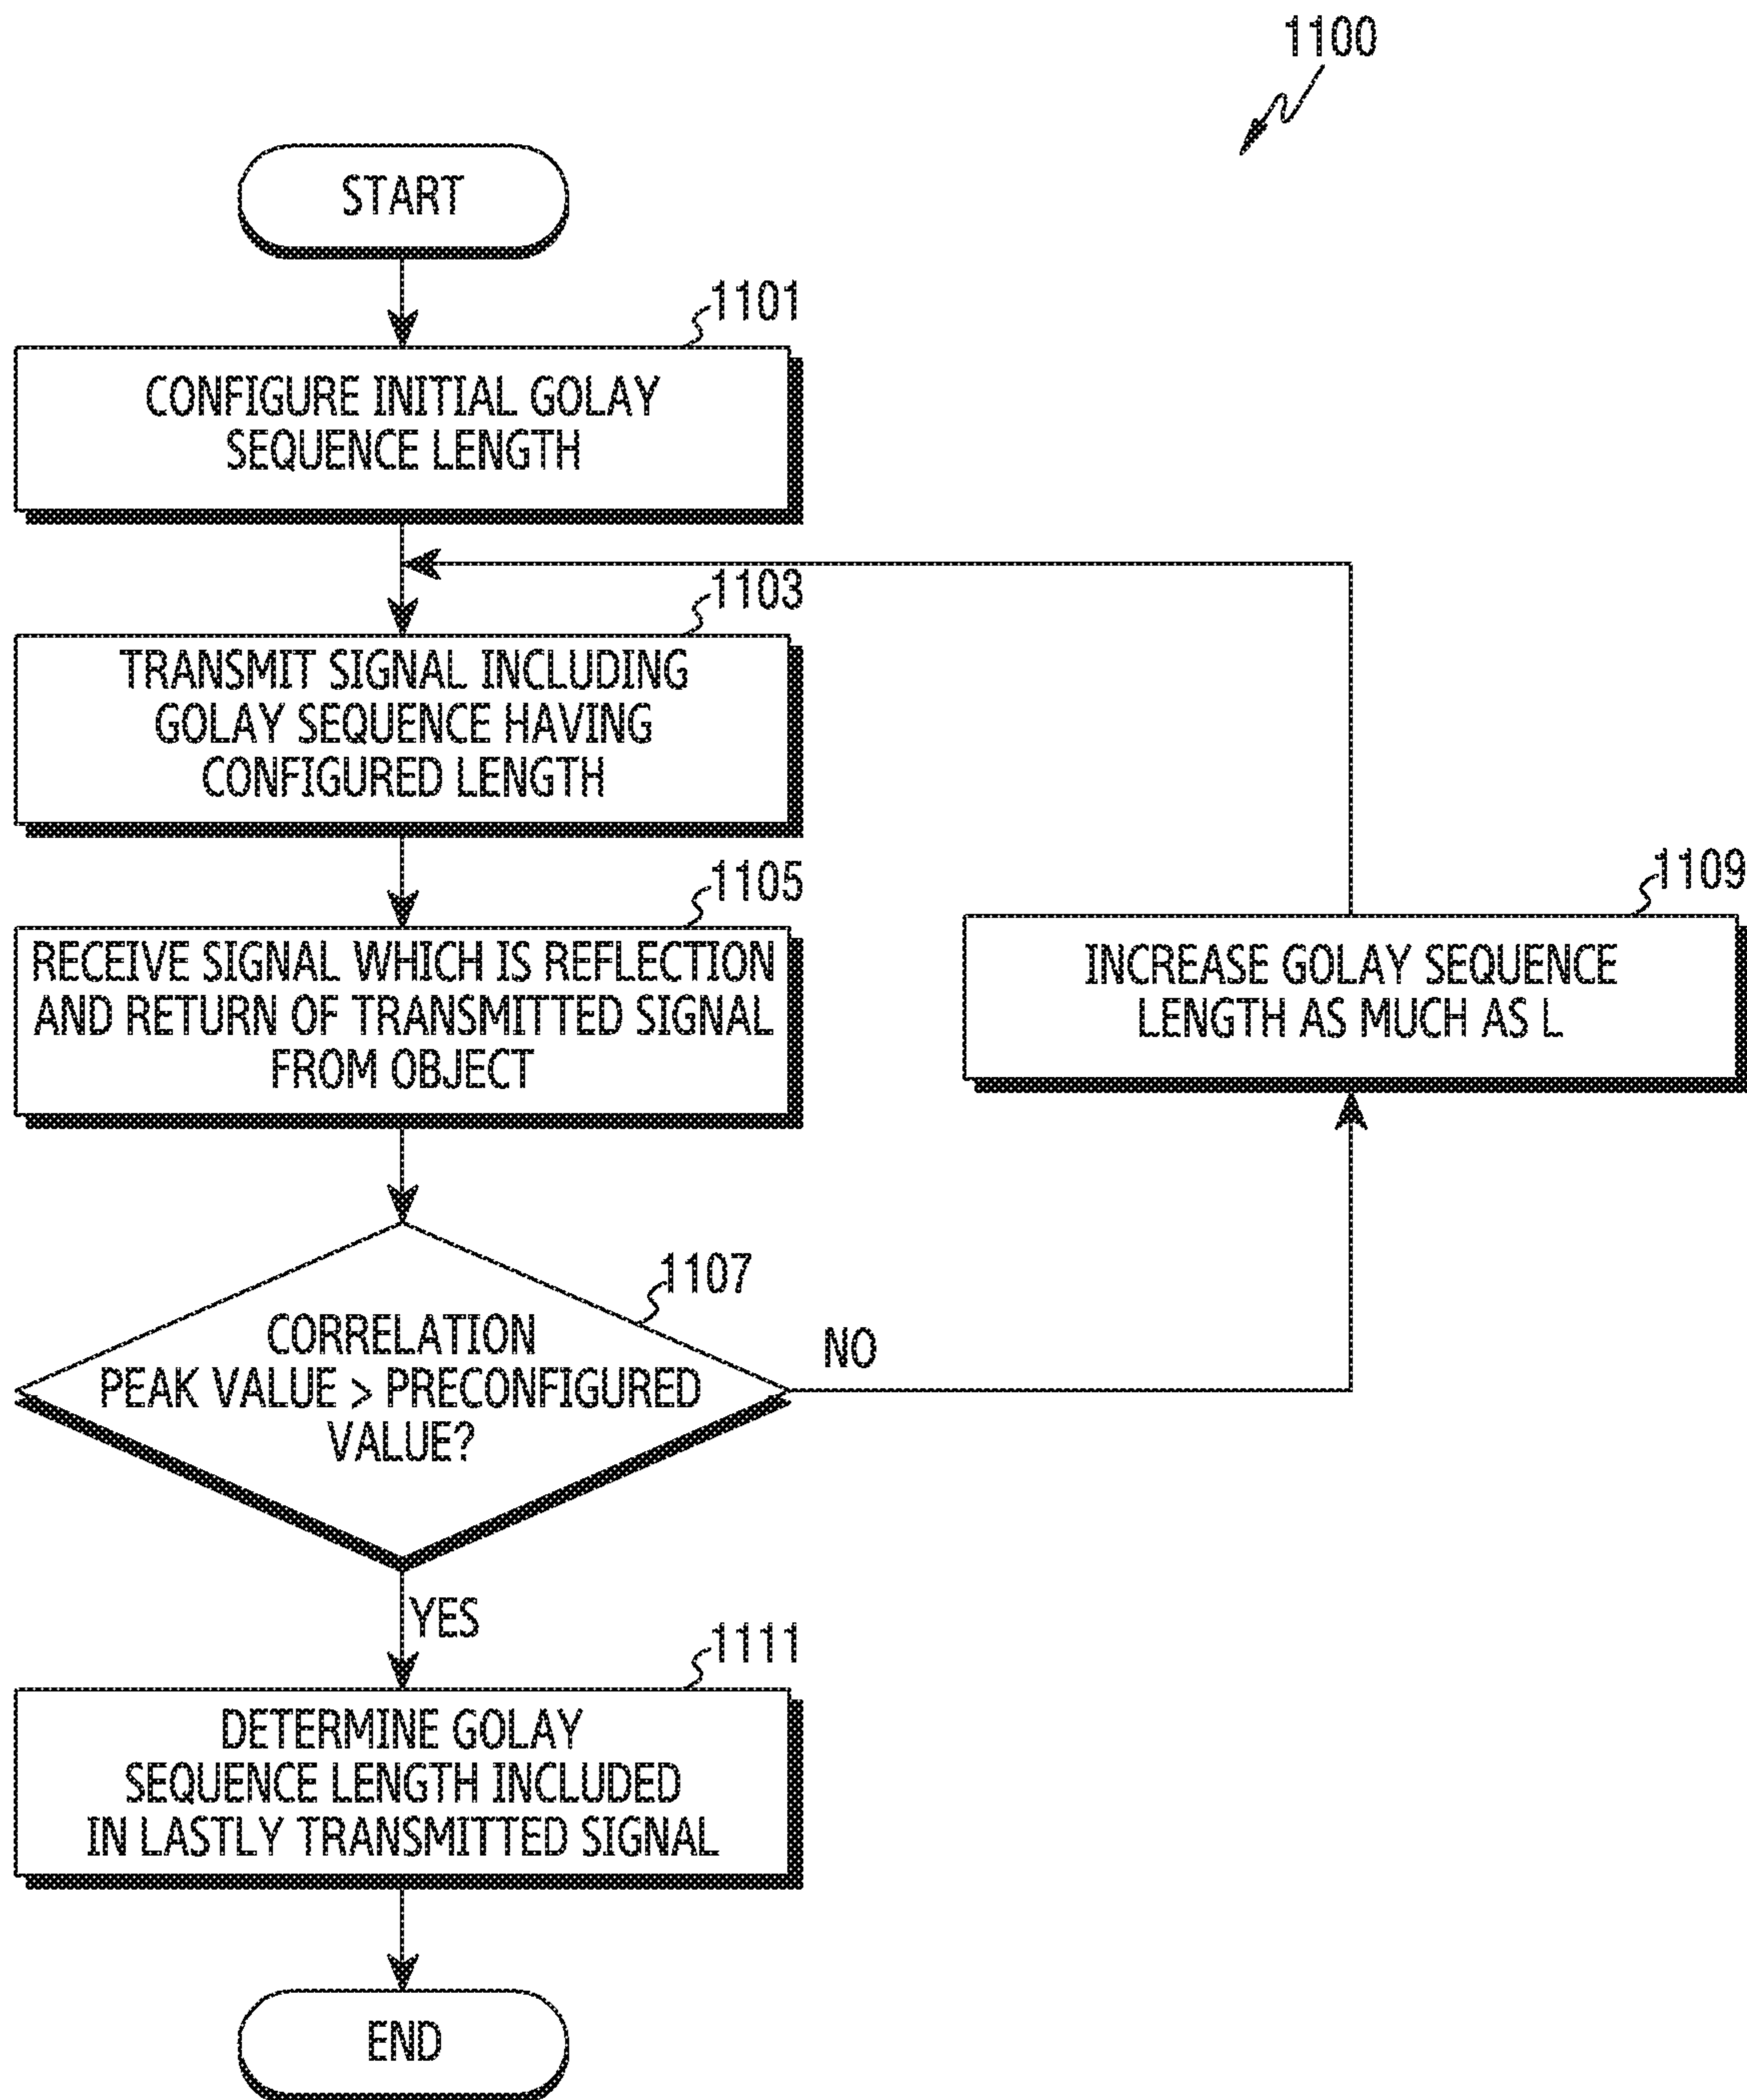 1100
START
1101
CONFIGURE INITIAL GOLAY
SEQUENCE LENGTH
1103
TRANSMIT SIGNAL INCLUDING
GOLAY SEQUENCE HAVING
CONFIGURED LENGTH
1105
RECEIVE SIGNAL WHICH IS REFLECTION
AND RETURN OF TRANSMITTED SIGNAL
FROM OBJECT
1109
INCREASE GOLAY SEQUENCE
LENGTH AS MUCH AS L
1107
CORRELATION
PEAK VALUE > PRECONFIGURED
VALUE?
NO
YES
1111
DETERMINE GOLAY
SEQUENCE LENGTH INCLUDED
IN LASTLY TRANSMITTED SIGNAL
END